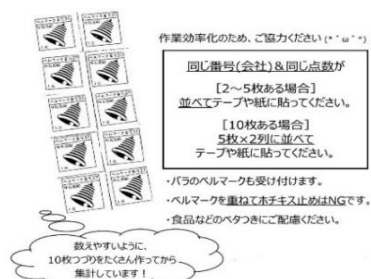 作業効率化のため、ご協力ください(*^ω^*)
同じ番号(会社)&同じ点数が
[2~5枚ある場合]
並べてテープや紙に貼ってください。
[10枚ある場合]
5枚×2列に並べて
テープや紙に貼ってください。
・バラのベルマークも受け付けます。
・ベルマークを重ねてホチキス止めはNGです。
・食品などのベタつきにご配慮ください。
数えやすいように、
10枚つづりをたくさん作ってから
集計しています!